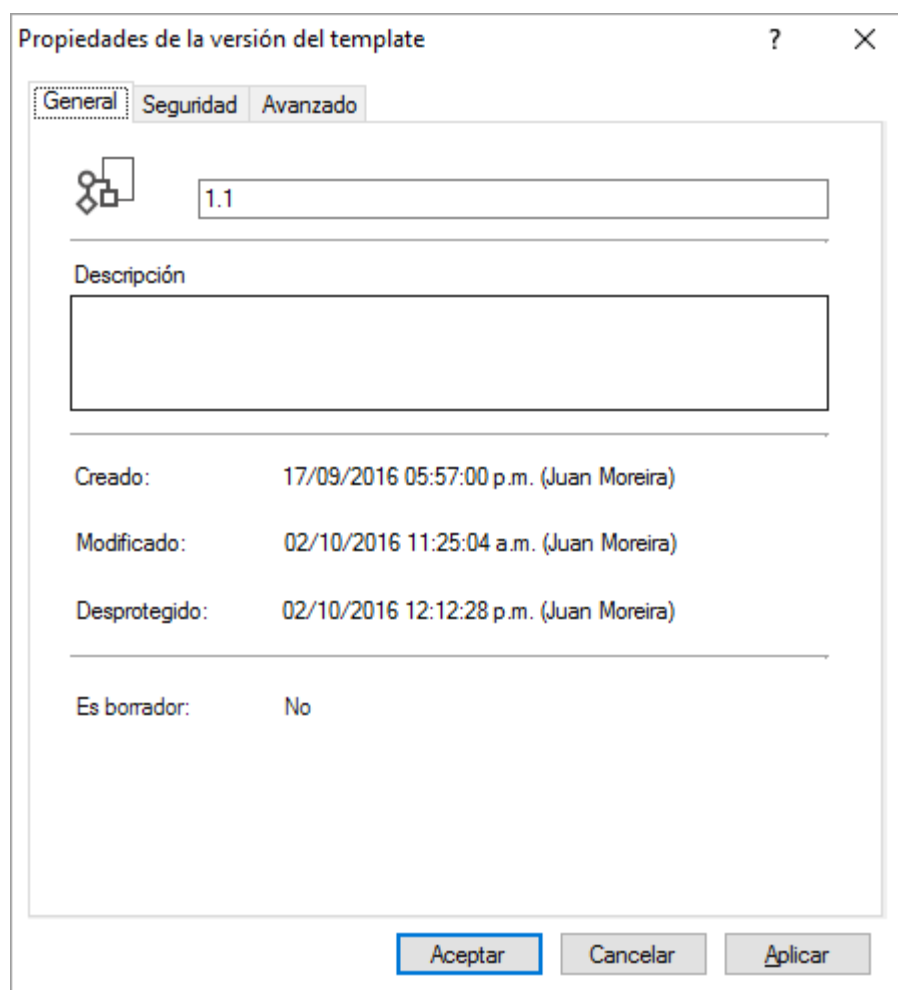 Propiedades de la versión del template ?
General Seguridad Avanzado
1.1
Descripción
Creado: 17/09/2016 05:57:00 p.m. (Juan Moreira)
Modificado: 02/10/2016 11:25:04 a.m. (Juan Moreira)
Desprotegido: 02/10/2016 12:12:28 p.m. (Juan Moreira)
Es borrador: No
Aceptar Cancelar Aplicar